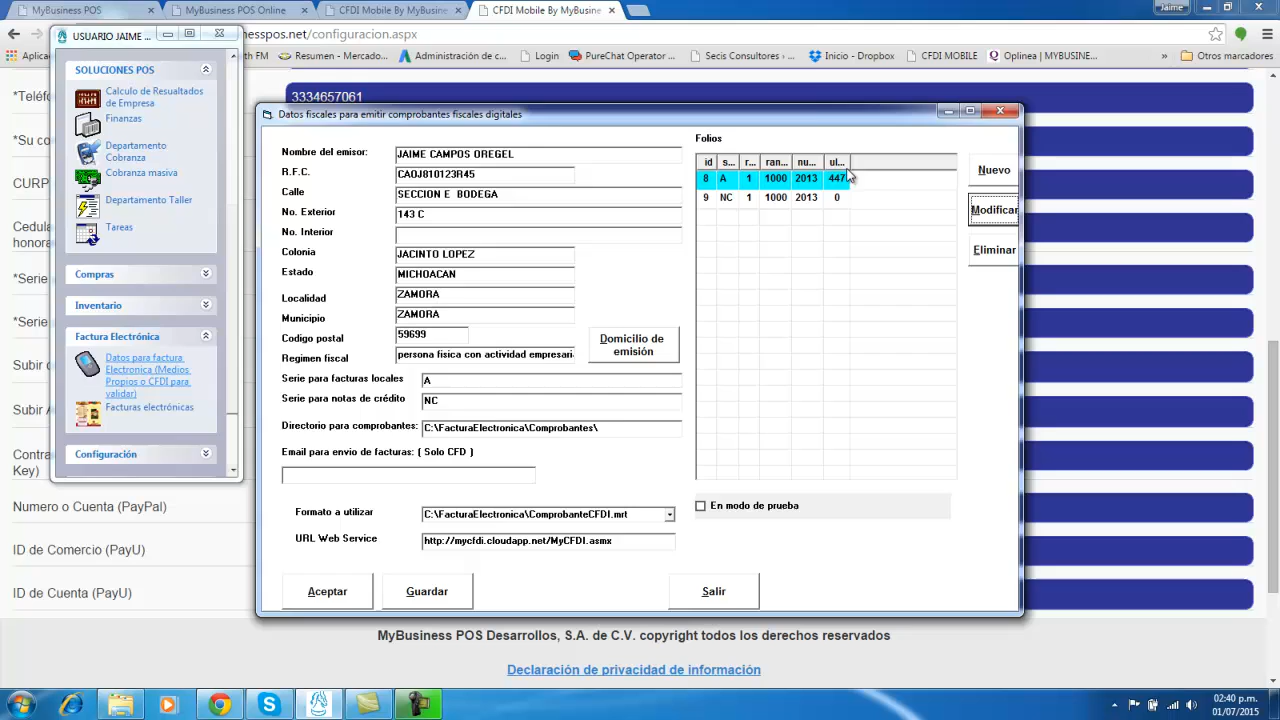 MyBusiness POS
MyBusiness POS Online
CFDI Mobile By MyBusine
CFDI Mobile By MyBusine
Jaime
nesspos.net/configuracion.aspx
Resumen - Mercado
Administración de
Login
PureChat Operator ...
Secis Consultores
Inicio - Dropbox
CFDI MOBILE
Oplinea | MYBUSINE...
Otros marcadores
USUARIO JAIME ...
SOLUCIONES POS
Calculo de Resualtados
de Empresa
Finanzas
Departamento
Cobranza
Cobranza masiva
Departamento Taller
Tareas
Compras
Inventario
Factura Electrónica
Datos para factura
Electronica (Medios
Propios o CFDI para
validar)
Facturas electrónicas
Configuración
3334657061
*Su co
CURP
Cedula
honora
*Serie
*Serie
Subir
Subir A
Contra
Key)
Numero o Cuenta (PayPal)
ID de Comercio (PayU)
ID de Cuenta (PayU)
Datos fiscales para emitir comprobantes fiscales digitales
Nombre del emisor: JAIME CAMPOS OREGEL
R.F.C. CAOJ810123R45
Calle SECCION E BODEGA
No. Exterior 143 C
No. Interior
Colonia JACINTO LOPEZ
Estado MICHOACAN
Localidad ZAMORA
Municipio ZAMORA
Codigo postal 59699
Regimen fiscal persona fisica con actividad empresari
Domicilio de
emisión
Serie para facturas locales A
Serie para notas de crédito NC
Directorio para comprobantes: C:\FacturaElectronica\Comprobantes\
Email para envio de facturas: ( Solo CFD )
Formato a utilizar C:\FacturaElectronica\ComprobanteCFDI.mrt
URL Web Service http://mycfdi.cloudapp.net/MyCFDI.asmx
Aceptar
Guardar
Salir
Folios
id s... r... ran... nu... ul...
8 A 1 1000 2013 447
9 NC 1 1000 2013 0
Nuevo
Modificar
Eliminar
En modo de prueba
MyBusiness POS Desarrollos, S.A. de C.V. copyright todos los derechos reservados
Declaración de privacidad de información
02:40 p.m.
01/07/2015